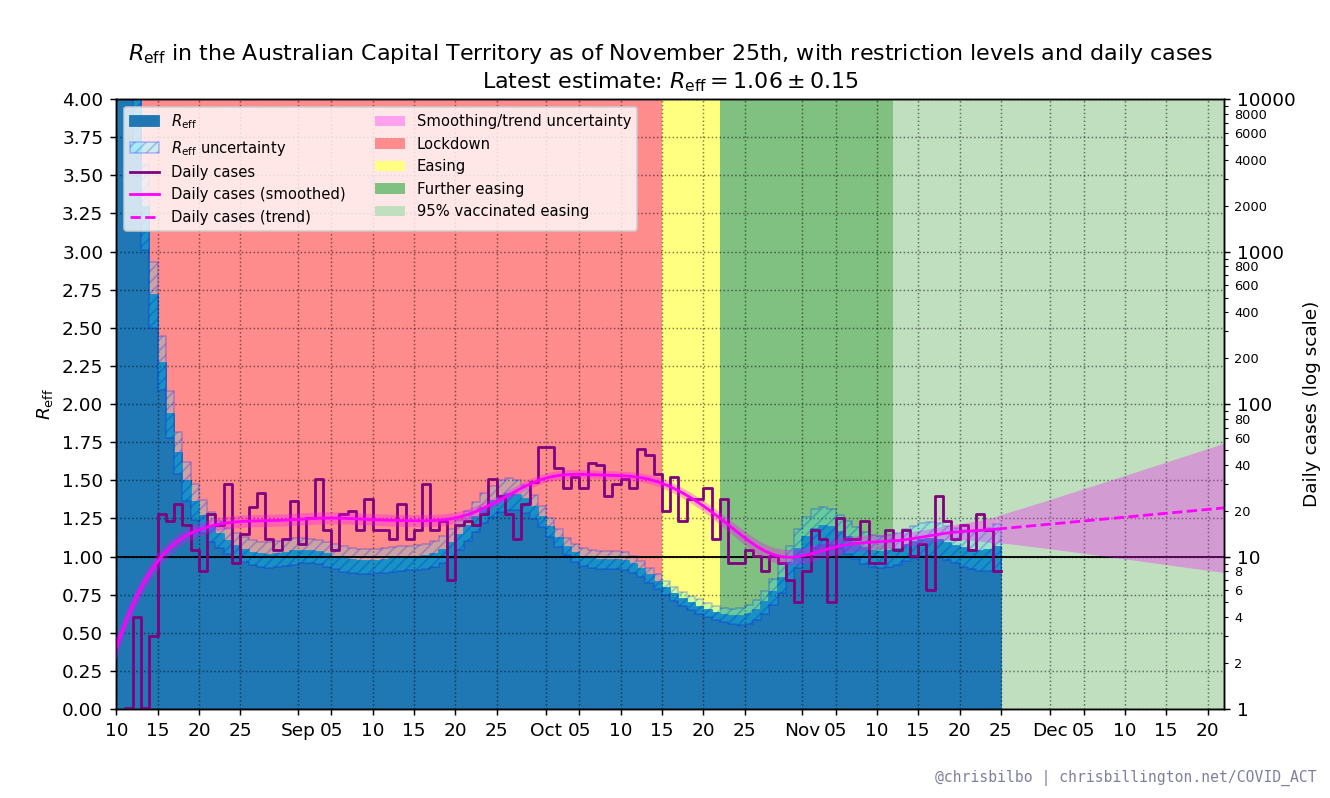 R_eff in the Australian Capital Territory as of November 25th, with restriction levels and daily cases
Latest estimate: R_eff = 1.06 ± 0.15
R_eff
R_eff uncertainty
Daily cases
Daily cases (smoothed)
Daily cases (trend)
Smoothing/trend uncertainty
Lockdown
Easing
Further easing
95% vaccinated easing
R_eff
4.00
3.75
3.50
3.25
3.00
2.75
2.50
2.25
2.00
1.75
1.50
1.25
1.00
0.75
0.50
0.25
0.00
10000
8000
6000
4000
2000
1000
800
600
400
200
100
80
60
40
20
10
8
6
4
2
1
Daily cases (log scale)
10 15 20 25 Sep 05 10 15 20 25 Oct 05 10 15 20 25 Nov 05 10 15 20 25 Dec 05 10 15 20
@chrisbilbo | chrisbillington.net/COVID_ACT